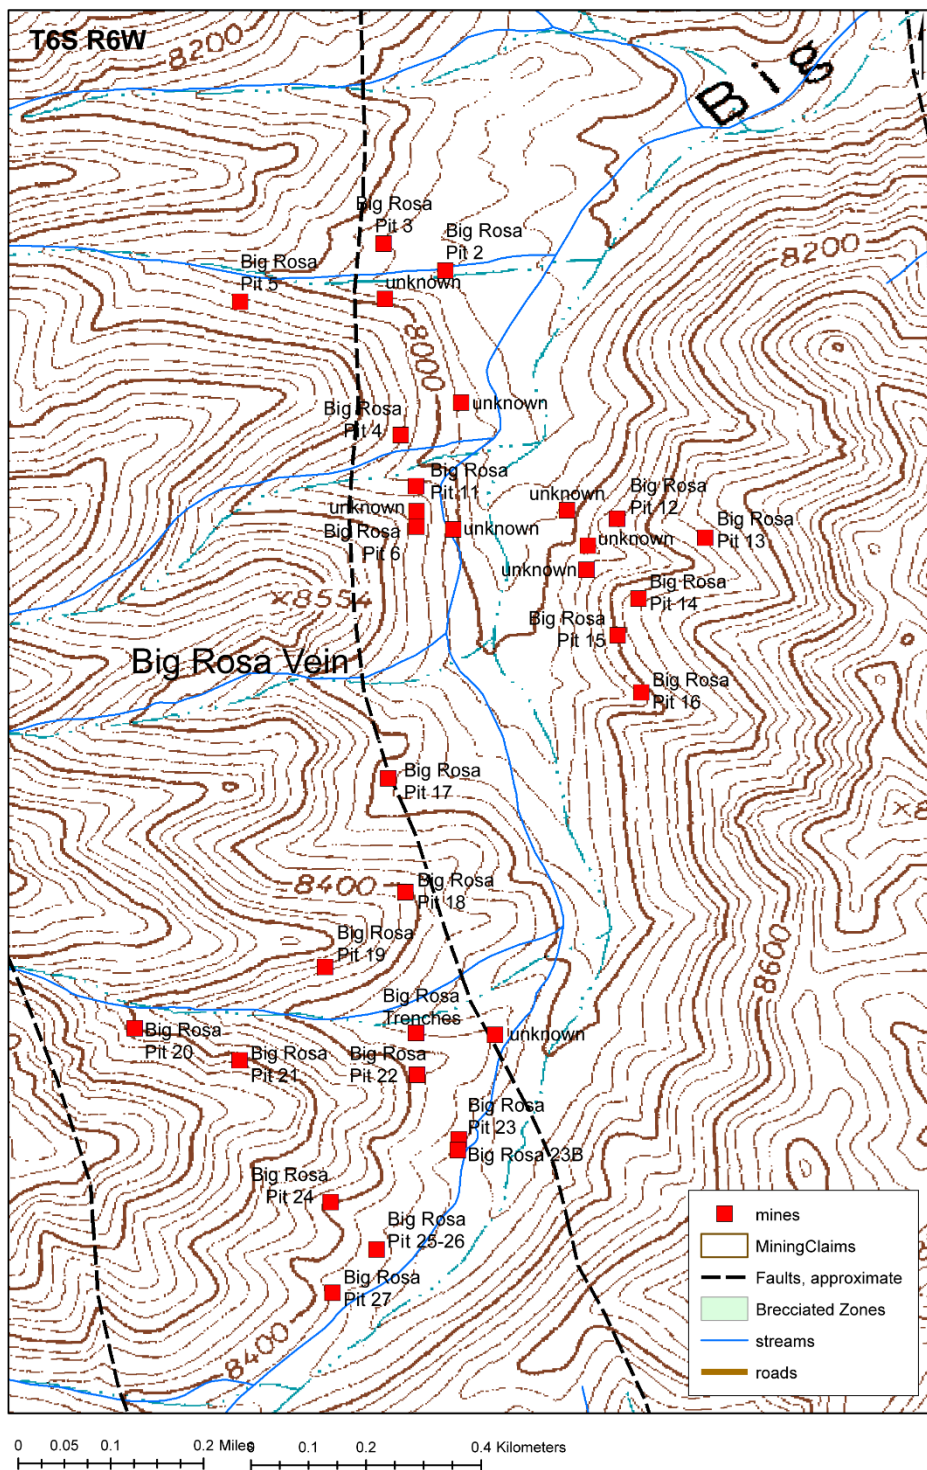 T6S R6W
8200
Big
Big Rosa
Pit 3
Big Rosa
Pit 2
8200
Big Rosa
Pit 5
unknown
8000
unknown
Big Rosa
Pit 4
Big Rosa
Pit 11
unknown
Big Rosa
Pit 12
unknown
Big Rosa
Pit 6
unknown
unknown
Big Rosa
Pit 13
unknown
Big Rosa
Pit 14
×8554
Big Rosa
Pit 15
Big Rosa Vein
Big Rosa
Pit 16
Big Rosa
Pit 17
×8
8400
Big Rosa
Pit 18
Big Rosa
Pit 19
8600
Big Rosa
Trenches
unknown
Big Rosa
Pit 20
Big Rosa
Pit 21
Big Rosa
Pit 22
Big Rosa
Pit 23
Big Rosa 23B
Big Rosa
Pit 24
Big Rosa
Pit 25-26
Big Rosa
Pit 27
8400
mines
MiningClaims
Faults, approximate
Brecciated Zones
streams
roads
0 0.05 0.1 0.2 Miles
0 0.1 0.2 0.4 Kilometers